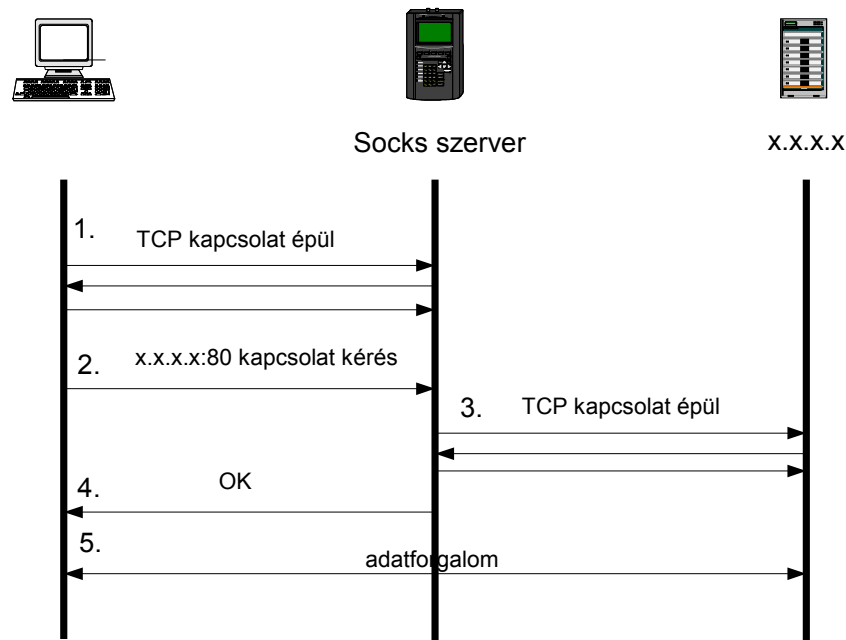 Socks szerver
x.x.x.x
1.
TCP kapcsolat épül
2.
x.x.x.x:80 kapcsolat kérés
3.
TCP kapcsolat épül
4.
OK
5.
adatforgalom